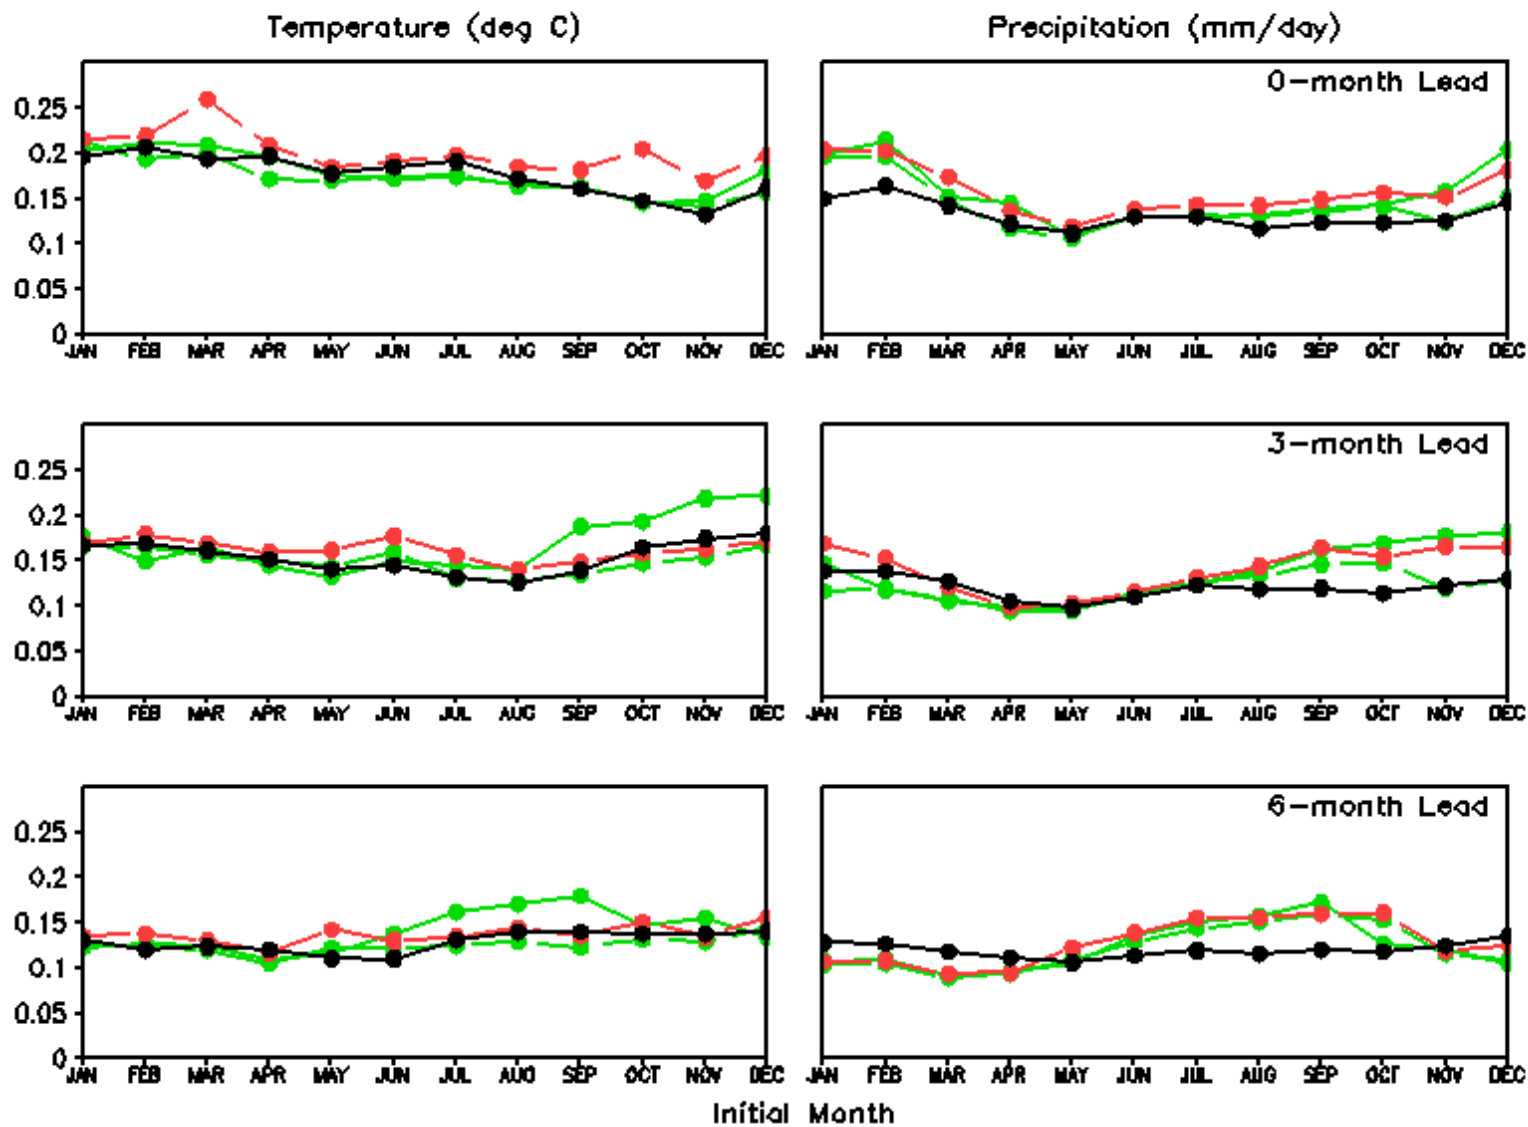 Temperature (deg C) Precipitation (mm/day)
0-month Lead
0.25
0.2
0.15
0.1
0.05
0
JAN FEB MAR APR MAY JUN JUL AUG SEP OCT NOV DEC JAN FEB MAR APR MAY JUN JUL AUG SEP OCT NOV DEC
3-month Lead
0.25
0.2
0.15
0.1
0.05
0
JAN FEB MAR APR MAY JUN JUL AUG SEP OCT NOV DEC JAN FEB MAR APR MAY JUN JUL AUG SEP OCT NOV DEC
6-month Lead
0.25
0.2
0.15
0.1
0.05
0
JAN FEB MAR APR MAY JUN JUL AUG SEP OCT NOV DEC JAN FEB MAR APR MAY JUN JUL AUG SEP OCT NOV DEC
Initial Month